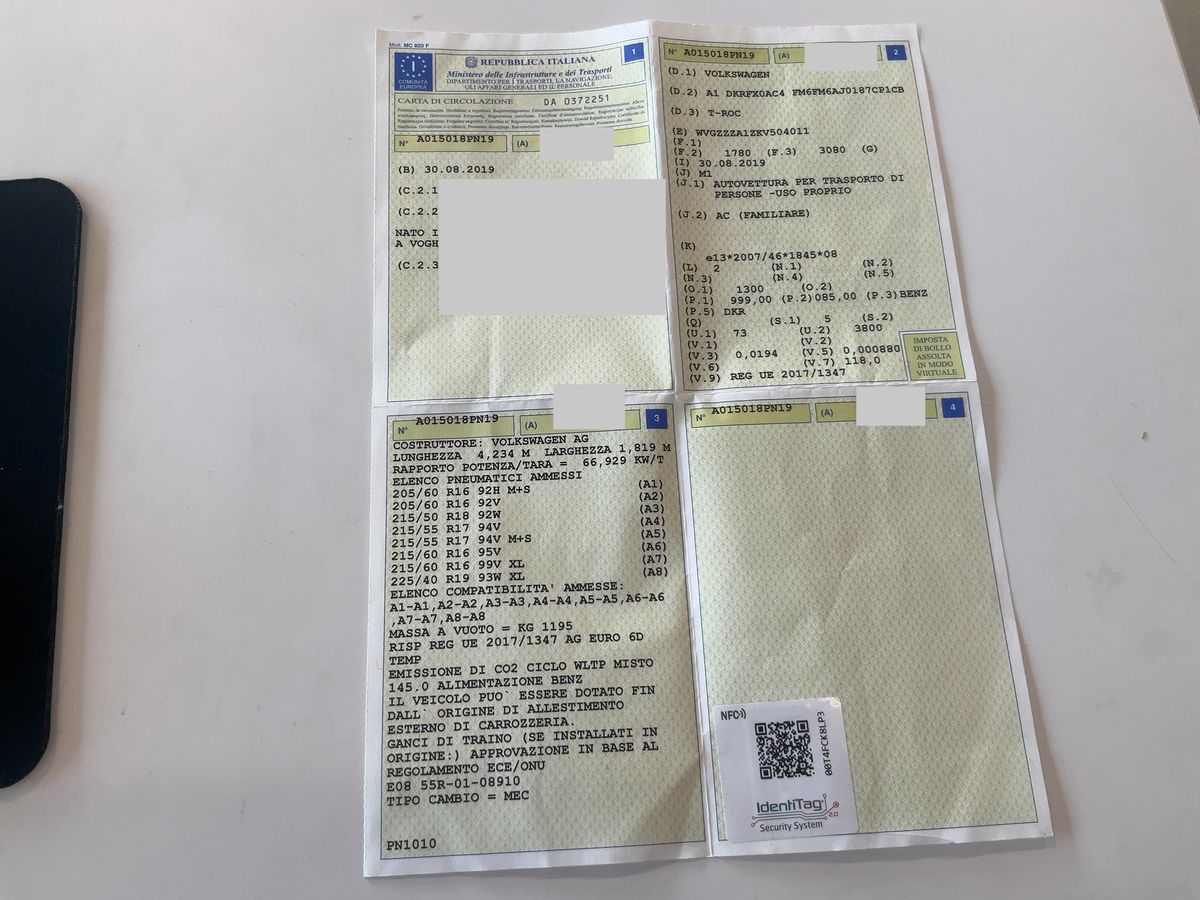 Mod. MC 820 F
1
I
COMUNITÀ
EUROPEA
REPUBBLICA ITALIANA
Ministero delle Infrastrutture e dei Trasporti
DIPARTIMENTO PER I TRASPORTI, LA NAVIGAZIONE,
GLI AFFARI GENERALI ED IL PERSONALE
CARTA DI CIRCOLAZIONE DA 0372251
N° A015018PN19 (A)
(B) 30.08.2019
(C.2.1
(C.2.2
NATO I
A VOGH
(C.2.3
N° A015018PN19 (A) 2
(D.1) VOLKSWAGEN
(D.2) A1 DKRFX0AC4 FM6FM6AJ0187CP1CB
(D.3) T-ROC
(E) WVGZZZA1ZKV504011
(F.1)
(F.2) 1780 (F.3) 3080 (G)
(I) 30.08.2019
(J) M1
(J.1) AUTOVETTURA PER TRASPORTO DI
PERSONE -USO PROPRIO
(J.2) AC (FAMILIARE)
(K)
e13*2007/46*1845*08
(L) 2 (N.1) (N.2)
(N.3) (N.4) (N.5)
(O.1) 1300 (O.2)
(P.1) 999,00 (P.2)085,00 (P.3)BENZ
(P.5) DKR
(Q) (S.1) 5 (S.2)
(U.1) 73 (U.2) 3800
(V.1) (V.2)
(V.3) 0,0194 (V.5) 0,000880
(V.6) (V.7) 118,0
(V.9) REG UE 2017/1347
IMPOSTA
DI BOLLO
ASSOLTA
IN MODO
VIRTUALE
N° A015018PN19 (A) 3
COSTRUTTORE: VOLKSWAGEN AG
LUNGHEZZA 4,234 M LARGHEZZA 1,819 M
RAPPORTO POTENZA/TARA = 66,929 KW/T
ELENCO PNEUMATICI AMMESSI
205/60 R16 92H M+S (A1)
205/60 R16 92V (A2)
215/50 R18 92W (A3)
215/55 R17 94V (A4)
215/55 R17 94V M+S (A5)
215/60 R16 95V (A6)
215/60 R16 99V XL (A7)
225/40 R19 93W XL (A8)
ELENCO COMPATIBILITA' AMMESSE:
A1-A1,A2-A2,A3-A3,A4-A4,A5-A5,A6-A6
,A7-A7,A8-A8
MASSA A VUOTO = KG 1195
RISP REG UE 2017/1347 AG EURO 6D
TEMP
EMISSIONE DI CO2 CICLO WLTP MISTO
145.0 ALIMENTAZIONE BENZ
IL VEICOLO PUO` ESSERE DOTATO FIN
DALL` ORIGINE DI ALLESTIMENTO
ESTERNO DI CARROZZERIA.
GANCI DI TRAINO (SE INSTALLATI IN
ORIGINE:) APPROVAZIONE IN BASE AL
REGOLAMENTO ECE/ONU
E08 55R-01-08910
TIPO CAMBIO = MEC
PN1010
N° A015018PN19 (A) 4
NFC
00T4FCK8LP3
IdentiTag
2.0
Security System